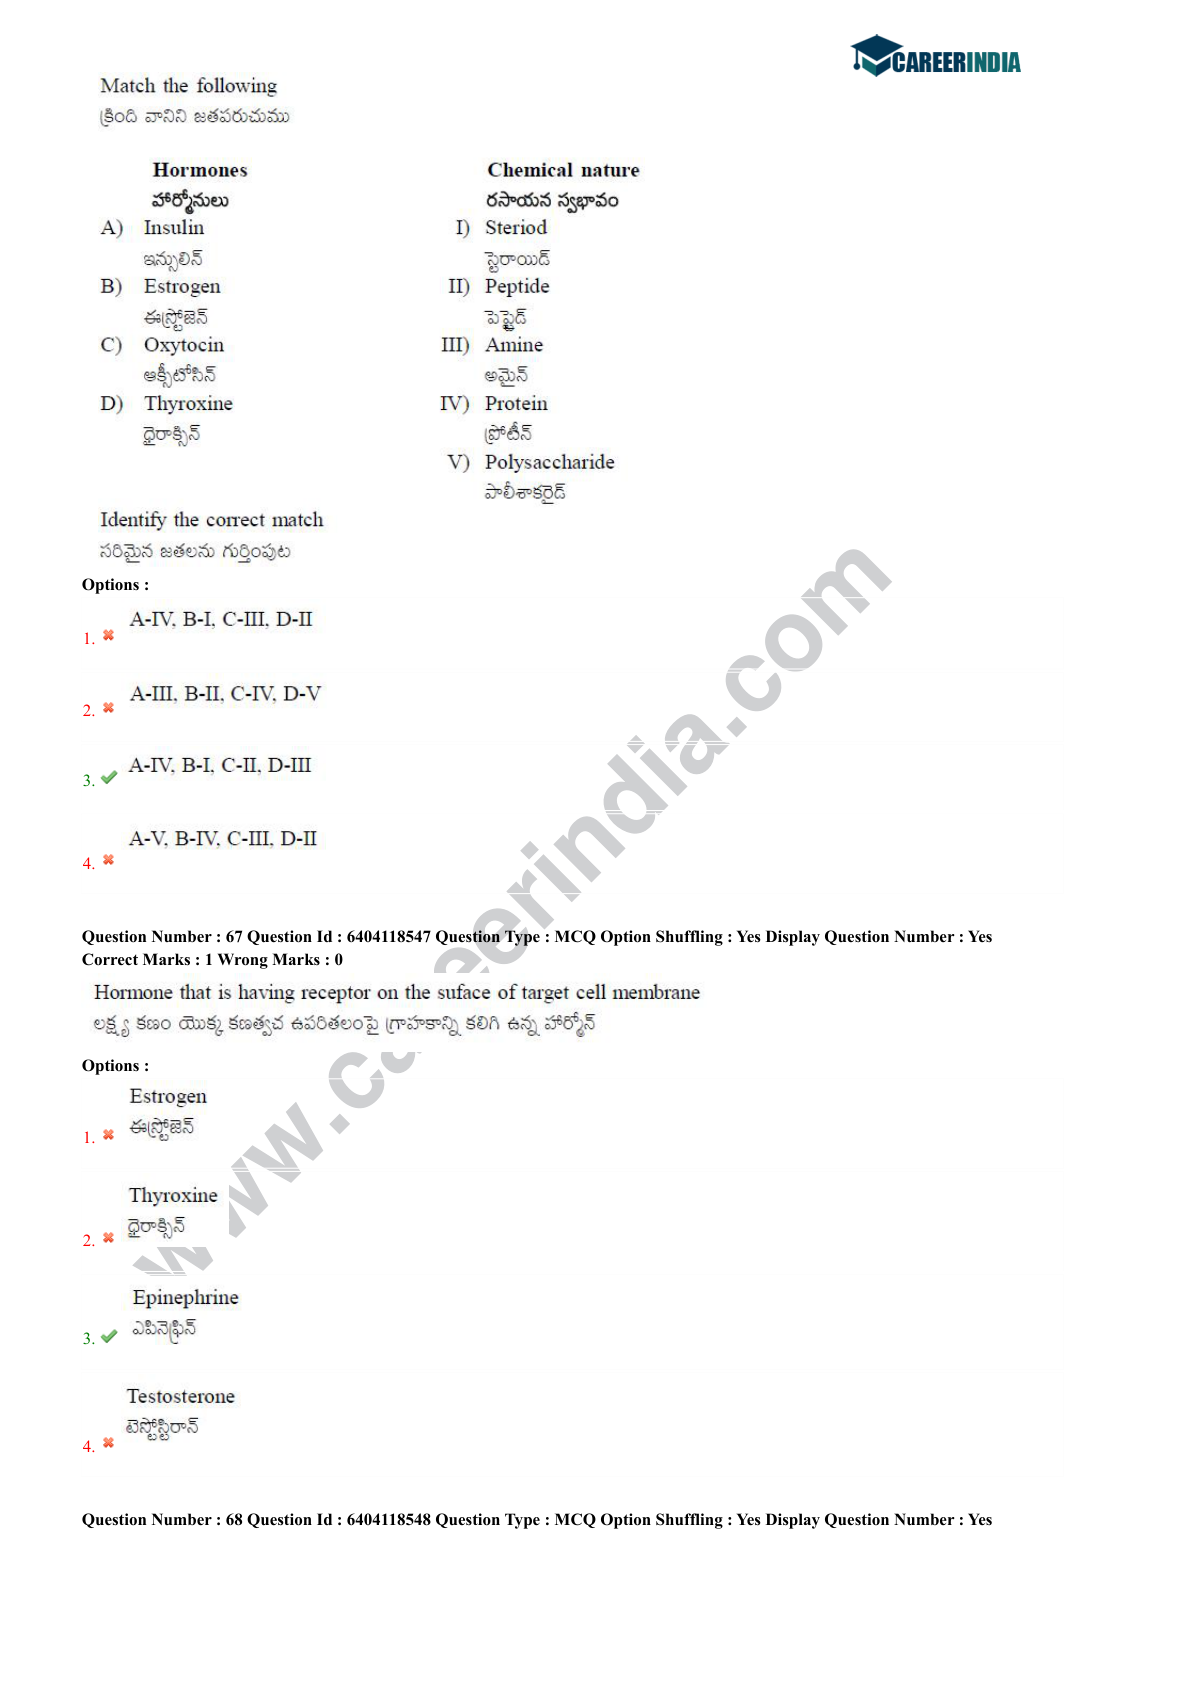 CAREERINDIA
Match the following
క్రింది వానిని జతపరుచుము
Hormones Chemical nature
హార్మోనులు రసాయన స్వభావం
A) Insulin I) Steriod
ఇన్సులిన్ స్టెరాయిడ్
B) Estrogen II) Peptide
ఈస్ట్రోజెన్ పెప్టైడ్
C) Oxytocin III) Amine
ఆక్సీటోసిన్ అమైన్
D) Thyroxine IV) Protein
థైరాక్సిన్ ప్రోటీన్
V) Polysaccharide
పాలీశాకరైడ్
Identify the correct match
సరిమైన జతలను గుర్తింపుట
Options :
A-IV, B-I, C-III, D-II
1.
A-III, B-II, C-IV, D-V
2.
A-IV, B-I, C-II, D-III
3.
A-V, B-IV, C-III, D-II
4.
Question Number : 67 Question Id : 6404118547 Question Type : MCQ Option Shuffling : Yes Display Question Number : Yes
Correct Marks : 1 Wrong Marks : 0
Hormone that is having receptor on the suface of target cell membrane
లక్ష్య కణం యొక్క కణత్వచ ఉపరితలంపై గ్రాహకాన్ని కలిగి ఉన్న హార్మోన్
Options :
Estrogen
ఈస్ట్రోజెన్
1.
Thyroxine
థైరాక్సిన్
2.
Epinephrine
ఎపినెఫ్రిన్
3.
Testosterone
టెస్టోస్టిరాన్
4.
Question Number : 68 Question Id : 6404118548 Question Type : MCQ Option Shuffling : Yes Display Question Number : Yes
www.careerindia.com